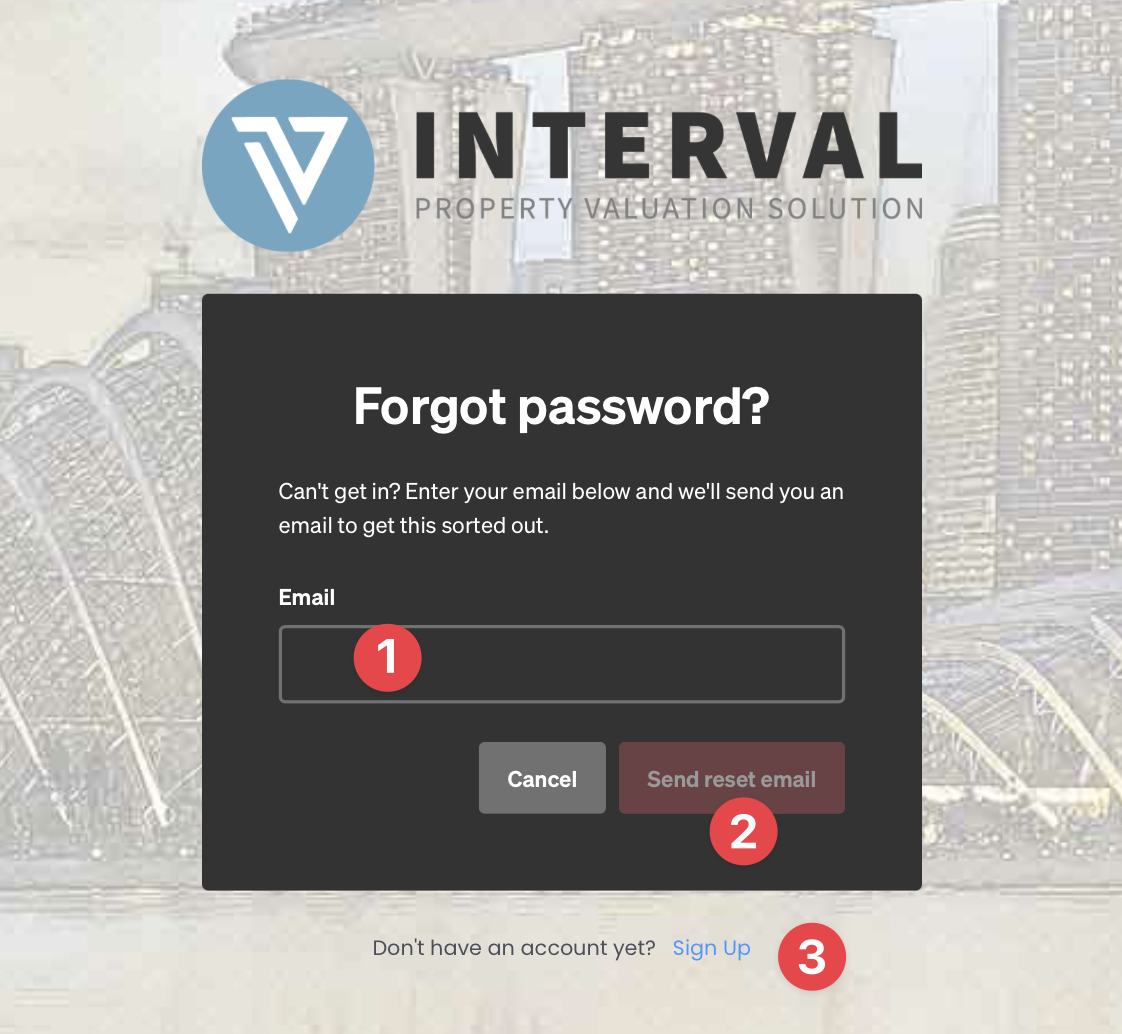 INTERVAL
PROPERTY VALUATION SOLUTION
Forgot password?
Can't get in? Enter your email below and we'll send you an
email to get this sorted out.
Email
1
Cancel
Send reset email
2
Don't have an account yet? Sign Up
3